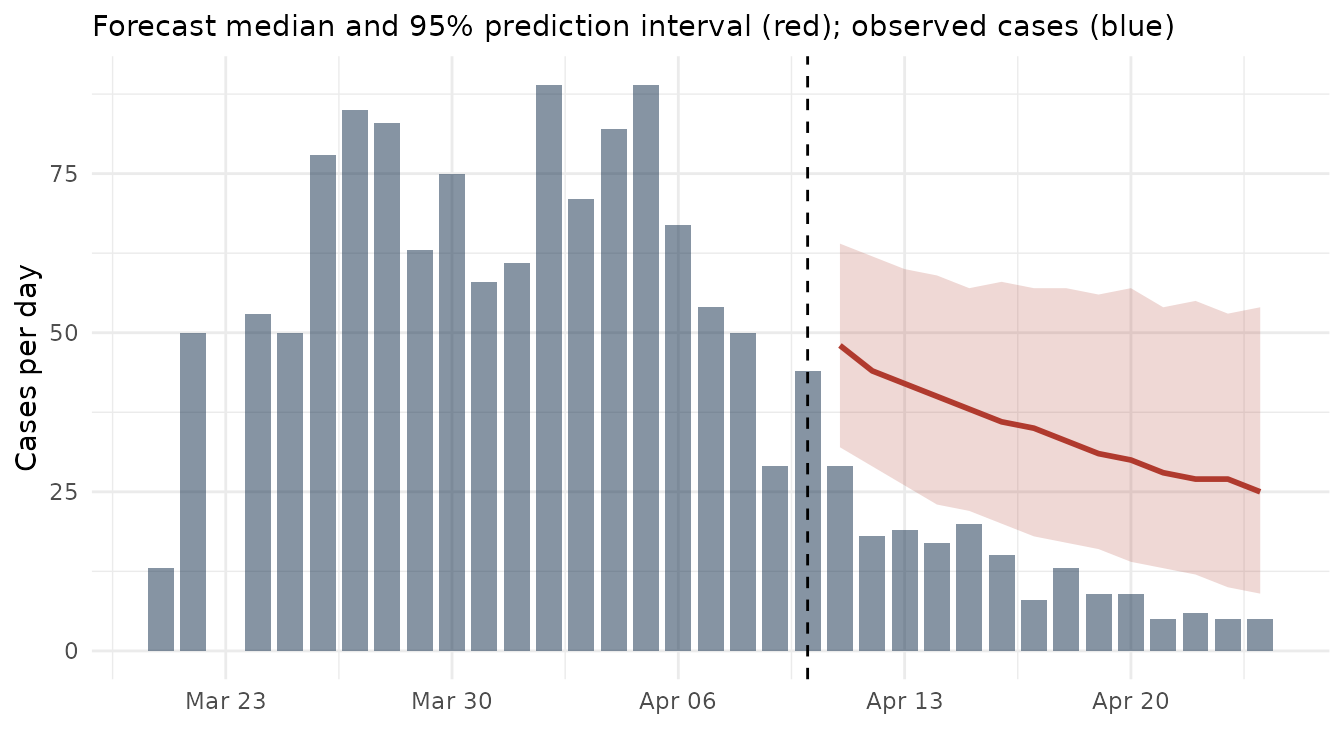 Forecast median and 95% prediction interval (red); observed cases (blue)
Cases per day
75
50
25
0
Mar 23 Mar 30 Apr 06 Apr 13 Apr 20